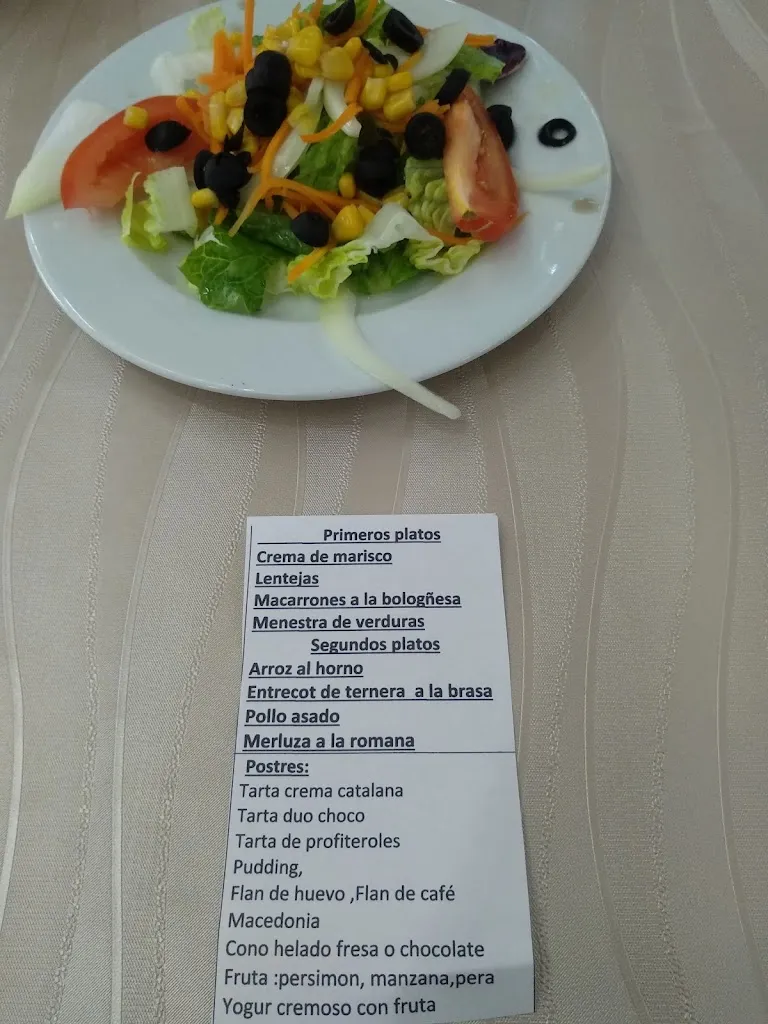 Primeros platos
Crema de marisco
Lentejas
Macarrones a la bologñesa
Menestra de verduras
Segundos platos
Arroz al horno
Entrecot de ternera a la brasa
Pollo asado
Merluza a la romana
Postres:
Tarta crema catalana
Tarta duo choco
Tarta de profiteroles
Pudding,
Flan de huevo ,Flan de café
Macedonia
Cono helado fresa o chocolate
Fruta :persimon, manzana,pera
Yogur cremoso con fruta